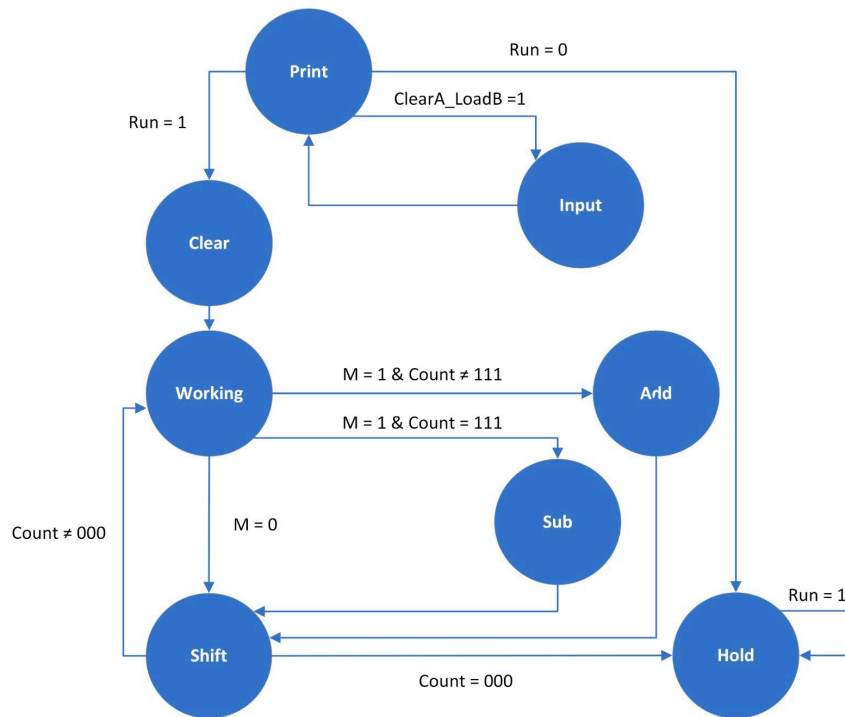 Run = 0
Print
ClearA_LoadB =1
Run = 1
Input
Clear
M = 1 & Count ≠ 111
Working
Add
M = 1 & Count = 111
Sub
Count ≠ 000
M = 0
Run = 1
Shift
Hold
Count = 000